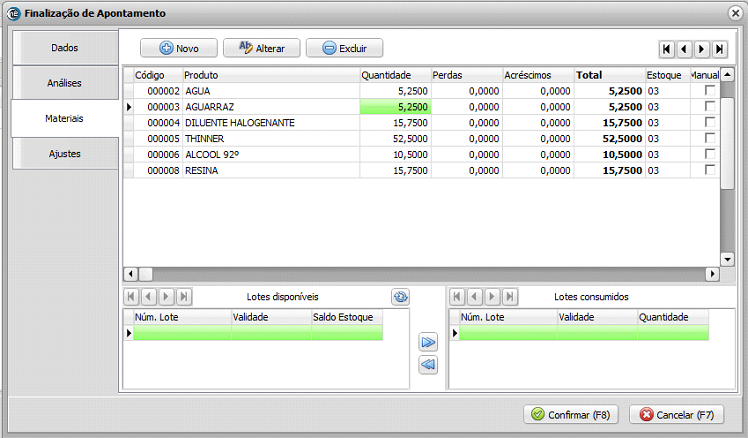 Finalização de Apontamento
Dados
Análises
Materiais
Ajustes
Novo Alterar Excluir
Código Produto Quantidade Perdas Acréscimos Total Estoque Manual
000002 AGUA 5,2500 0,0000 0,0000 5,2500 03
000003 AGUARRAZ 5,2500 0,0000 0,0000 5,2500 03
000004 DILUENTE HALOGENANTE 15,7500 0,0000 0,0000 15,7500 03
000005 THINNER 52,5000 0,0000 0,0000 52,5000 03
000006 ALCOOL 92º 10,5000 0,0000 0,0000 10,5000 03
000008 RESINA 15,7500 0,0000 0,0000 15,7500 03
Lotes disponíveis
Núm. Lote Validade Saldo Estoque
Lotes consumidos
Núm. Lote Validade Quantidade
Confirmar (F8) Cancelar (F7)